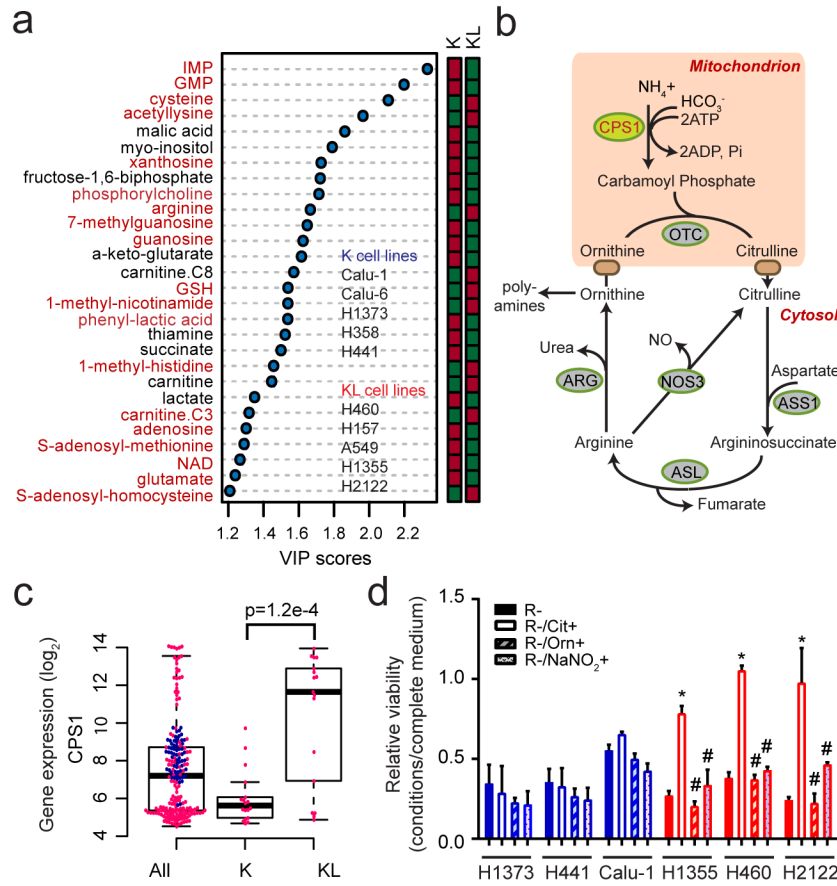 a
K
KL
IMP
GMP
cysteine
acetyllysine
malic acid
myo-inositol
xanthosine
fructose-1,6-biphosphate
phosphorylcholine
arginine
7-methylguanosine
guanosine
a-keto-glutarate
carnitine.C8
GSH
1-methyl-nicotinamide
phenyl-lactic acid
thiamine
succinate
1-methyl-histidine
carnitine
lactate
carnitine.C3
adenosine
S-adenosyl-methionine
NAD
glutamate
S-adenosyl-homocysteine
K cell lines
Calu-1
Calu-6
H1373
H358
H441
KL cell lines
H460
H157
A549
H1355
H2122
1.2 1.4 1.6 1.8 2.0 2.2
VIP scores
b
Mitochondrion
NH4+
HCO3-
2ATP
CPS1
2ADP, Pi
Carbamoyl Phosphate
OTC
Ornithine
Citrulline
poly-
amines
Ornithine
Citrulline
Cytosol
Urea
NO
Aspartate
ARG
NOS3
ASS1
Arginine
Argininosuccinate
ASL
Fumarate
c
p=1.2e-4
Gene expression (log2)
CPS1
14
12
10
8
6
4
All
K
KL
d
Relative viability
(conditions/complete medium)
1.5
1.0
0.5
0.0
R-
R-/Cit+
R-/Orn+
R-/NaNO2+
* # #
* # #
* # #
H1373 H441 Calu-1 H1355 H460 H2122